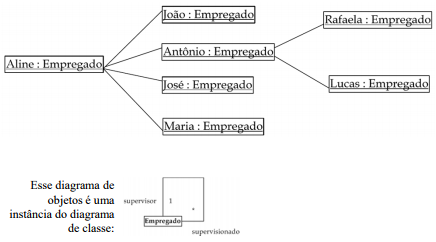 João : Empregado
Rafaela : Empregado
Antônio : Empregado
Aline : Empregado
José : Empregado
Lucas : Empregado
Maria : Empregado
Esse diagrama de
objetos é uma
instância do diagrama
de classe:
supervisor
1
*
Empregado
supervisionado